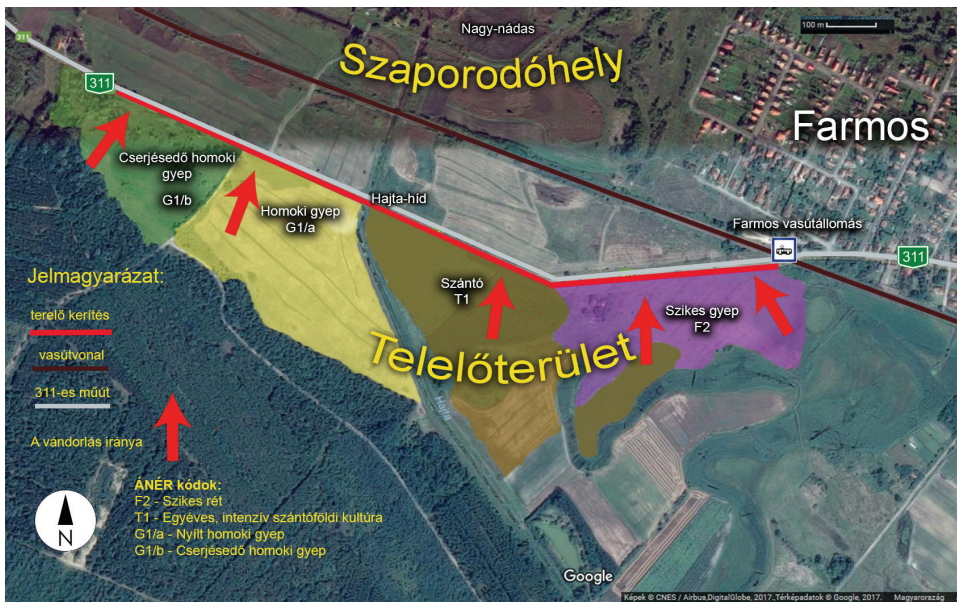 Nagy-nádas
100 m
311
Szaporodóhely
311
Farmos
Cserjésedő homoki
gyep
G1/b
Homoki gyep
G1/a
Hajta-híd
Farmos vasútállomás
311
Jelmagyarázat:
terelő kerítés
vasútvonal
311-es műút
A vándorlás iránya
Szántó
T1
Szikes gyep
F2
Telelőterület
Hajta
ÁNÉR kódok:
F2 - Szikes rét
T1 - Egyéves, intenzív szántóföldi kultúra
G1/a - Nyílt homoki gyep
G1/b - Cserjésedő homoki gyep
N
Google
Képek © CNES / Airbus,DigitalGlobe, 2017.,Térképadatok © Google, 2017. Magyarország